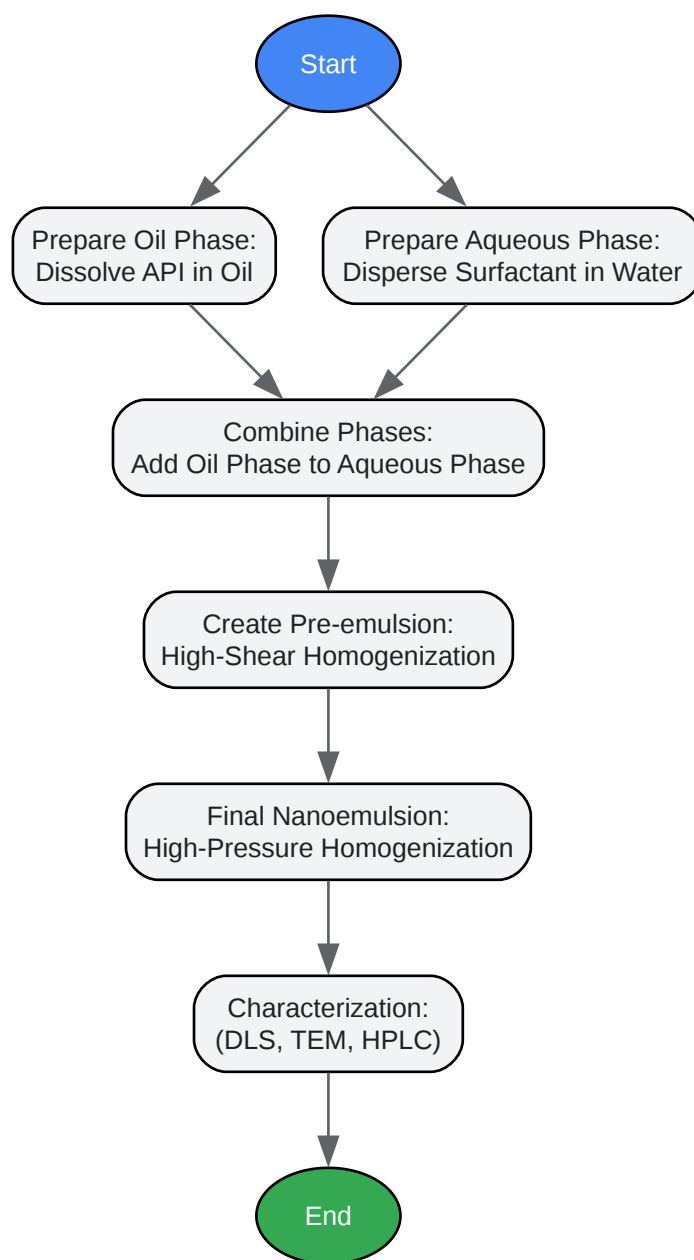 Start
Prepare Oil Phase:
Dissolve API in Oil
Prepare Aqueous Phase:
Disperse Surfactant in Water
Combine Phases:
Add Oil Phase to Aqueous Phase
Create Pre-emulsion:
High-Shear Homogenization
Final Nanoemulsion:
High-Pressure Homogenization
Characterization:
(DLS, TEM, HPLC)
End